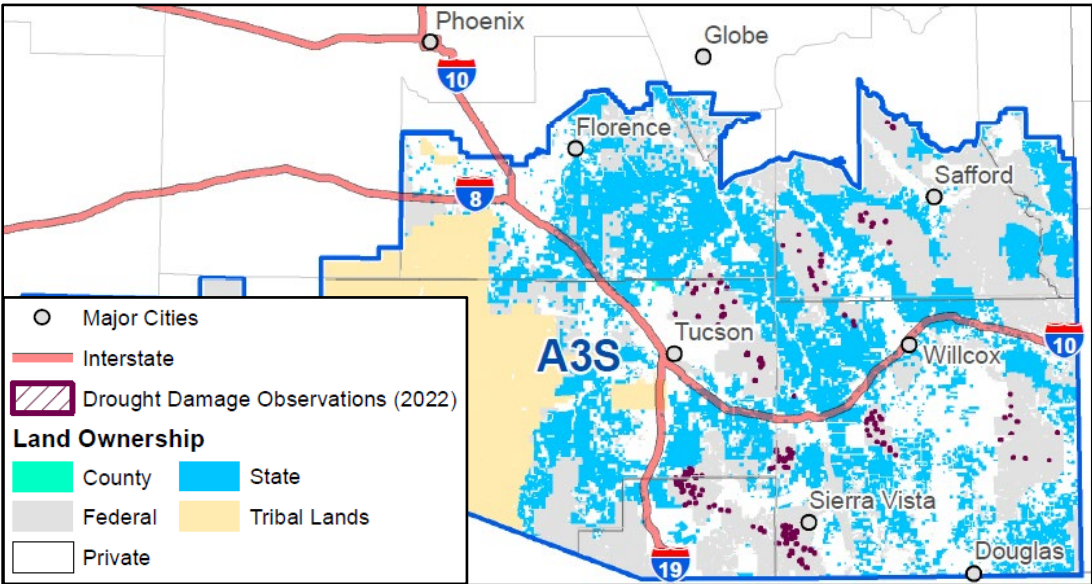 Phoenix
Globe
10
Florence
8
Safford
Tucson
A3S
Willcox
10
Sierra Vista
Douglas
19
Major Cities
Interstate
Drought Damage Observations (2022)
Land Ownership
County
State
Federal
Tribal Lands
Private